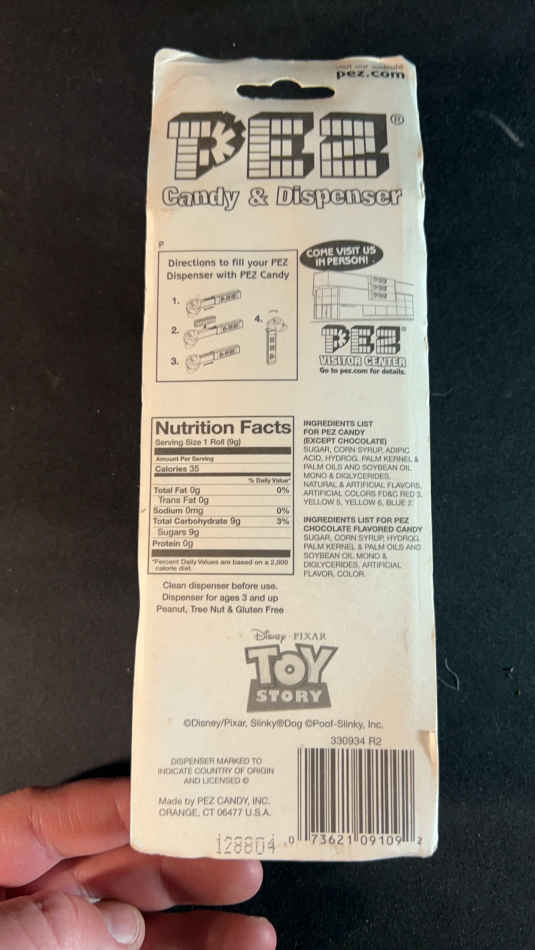 visit our website
pez.com
PEZ®
Candy & Dispenser
P
Directions to fill your PEZ
Dispenser with PEZ Candy
1.
2.
3.
4.
COME VISIT US
IN PERSON!
PEZ
PEZ
PEZ
PEZ®
VISITOR CENTER
Go to pez.com for details.
Nutrition Facts
Serving Size 1 Roll (9g)
Amount Per Serving
Calories 35
% Daily Value*
Total Fat 0g 0%
Trans Fat 0g
Sodium 0mg 0%
Total Carbohydrate 9g 3%
Sugars 9g
Protein 0g
*Percent Daily Values are based on a 2,000
calorie diet.
INGREDIENTS LIST
FOR PEZ CANDY
(EXCEPT CHOCOLATE)
SUGAR, CORN SYRUP, ADIPIC
ACID, HYDROG. PALM KERNEL &
PALM OILS AND SOYBEAN OIL
MONO & DIGLYCERIDES,
NATURAL & ARTIFICIAL FLAVORS,
ARTIFICIAL COLORS FD&C RED 3,
YELLOW 5, YELLOW 6, BLUE 2.
INGREDIENTS LIST FOR PEZ
CHOCOLATE FLAVORED CANDY
SUGAR, CORN SYRUP, HYDROG.
PALM KERNEL & PALM OILS AND
SOYBEAN OIL MONO &
DIGLYCERIDES, ARTIFICIAL
FLAVOR, COLOR.
Clean dispenser before use.
Dispenser for ages 3 and up
Peanut, Tree Nut & Gluten Free
Disney · PIXAR
TOY
STORY
©Disney/Pixar, Slinky®Dog ©Poof-Slinky, Inc.
330934 R2
DISPENSER MARKED TO
INDICATE COUNTRY OF ORIGIN
AND LICENSED ©
Made by PEZ CANDY, INC.
ORANGE, CT 06477 U.S.A.
128804
0 73621 09109 2